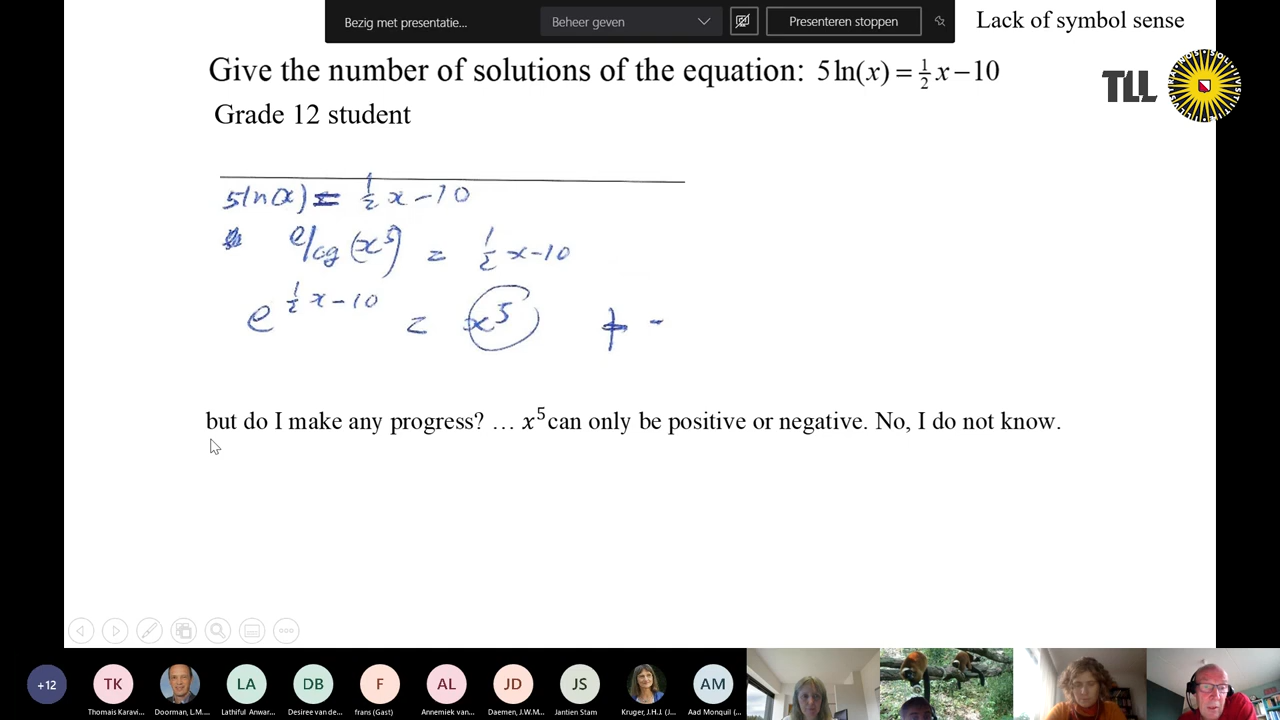 Bezig met presentatie...
Beheer geven
Presenteren stoppen
Lack of symbol sense
Give the number of solutions of the equation: 5 ln(x) = ½ x − 10
TLL
Grade 12 student
5 ln(x) = ½ x − 10
ᵉlog (x⁵) = ½ x − 10
e^(½ x − 10) = x⁵ + -
but do I make any progress? … x⁵ can only be positive or negative. No, I do not know.
+12
TK
LA
DB
F
AL
JD
JS
AM
Thomais Karavi...
Doorman, L.M....
Lathiful Anwar...
Desiree van de...
frans (Gast)
Annemiek van...
Daemen, J.W.M...
Jantien Stam
Kruger, J.H.J. (J...
Aad Monquil (...